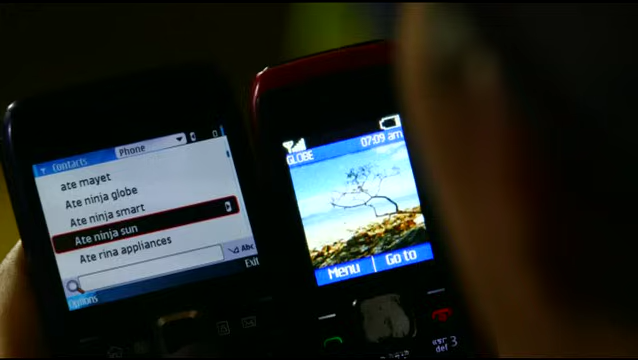 Contacts
Phone
ate mayet
Ate ninja globe
Ate ninja smart
Ate ninja sun
Ate rina appliances
Abc
Options
Exit
GLOBE
07:09 am
Menu
Go to
def 3